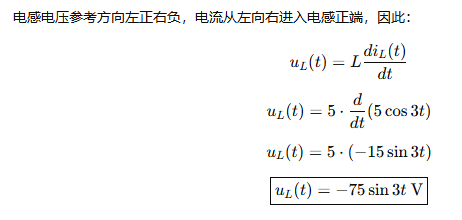 电感电压参考方向左正右负，电流从左向右进入电感正端，因此：
u_L(t) = L \frac{di_L(t)}{dt}
u_L(t) = 5 · \frac{d}{dt}(5 cos 3t)
u_L(t) = 5 · (−15 sin 3t)
u_L(t) = −75 sin 3t V